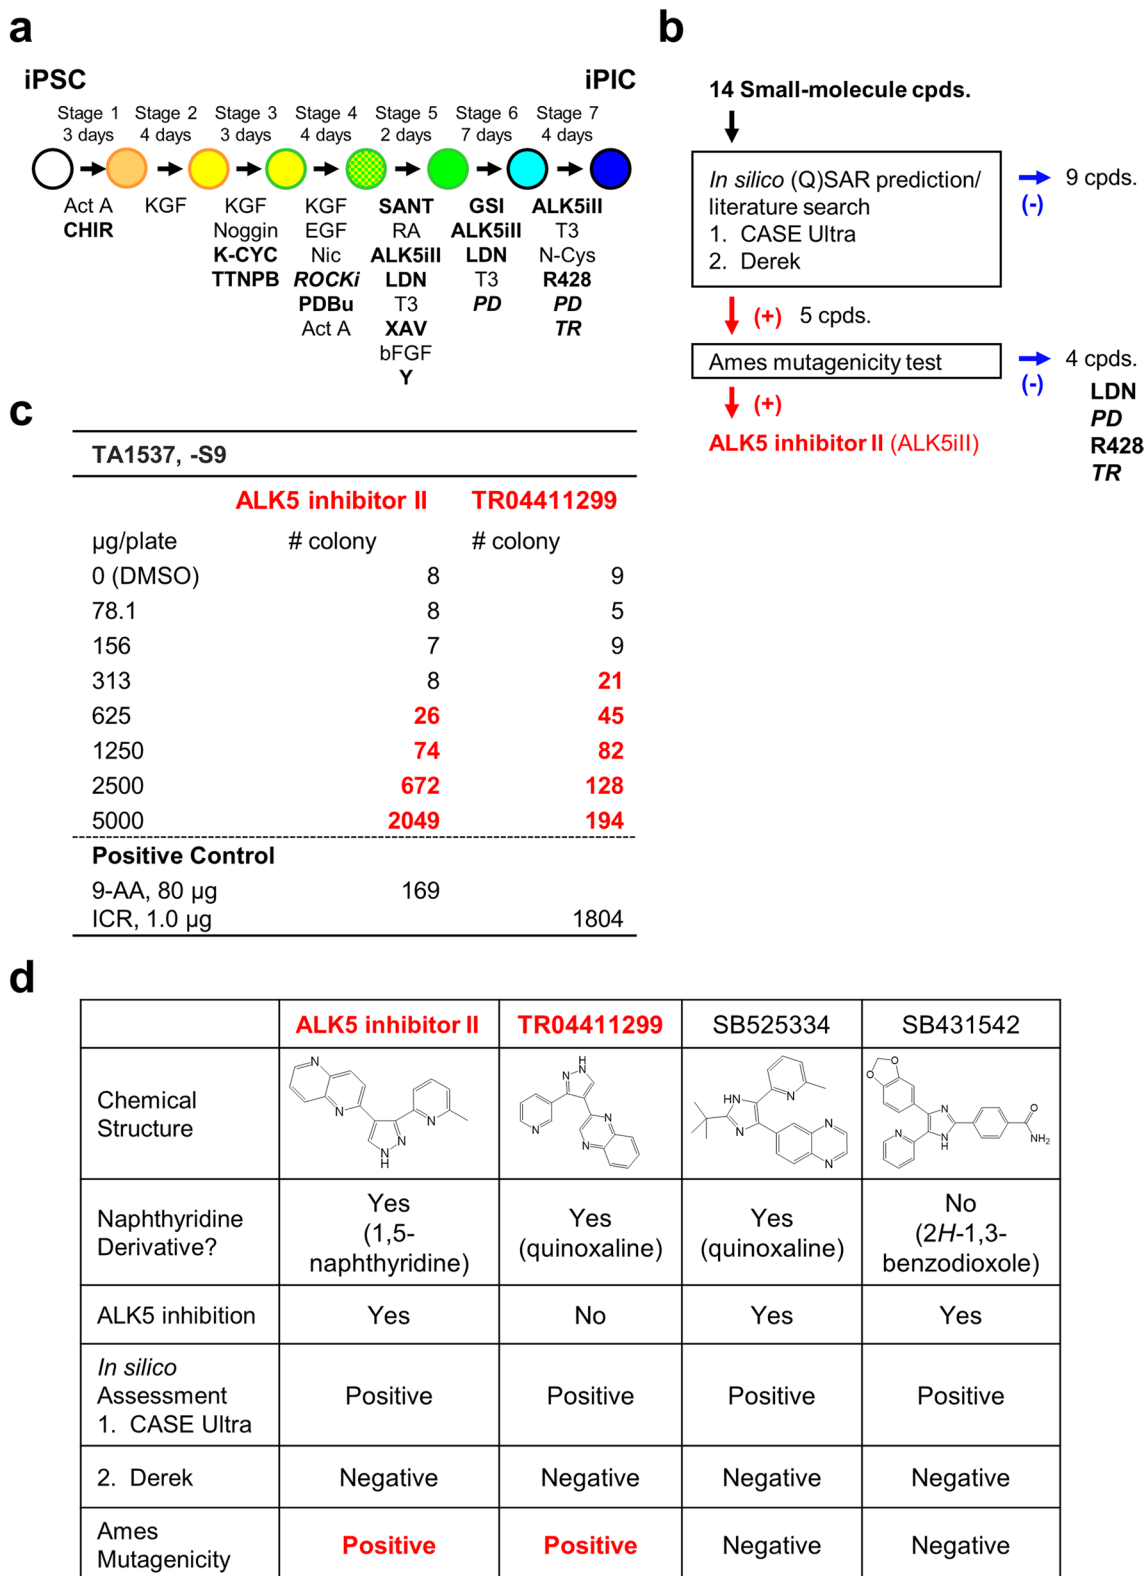 a
iPSC
iPIC
Stage 1 Stage 2 Stage 3 Stage 4 Stage 5 Stage 6 Stage 7
3 days 4 days 3 days 4 days 2 days 7 days 4 days
Act A
CHIR
KGF
KGF
Noggin
K-CYC
TTNPB
KGF
EGF
Nic
ROCKi
PDBu
Act A
SANT
RA
ALK5iII
LDN
T3
XAV
bFGF
Y
GSI
ALK5iII
LDN
T3
PD
ALK5iII
T3
N-Cys
R428
PD
TR
b
14 Small-molecule cpds.
In silico (Q)SAR prediction/
literature search
1. CASE Ultra
2. Derek
9 cpds.
(-)
(+) 5 cpds.
Ames mutagenicity test
4 cpds.
(-)
LDN
PD
R428
TR
(+)
ALK5 inhibitor II (ALK5iII)
c
TA1537, -S9
ALK5 inhibitor II TR04411299
µg/plate # colony # colony
0 (DMSO) 8 9
78.1 8 5
156 7 9
313 8 21
625 26 45
1250 74 82
2500 672 128
5000 2049 194
Positive Control
9-AA, 80 µg 169
ICR, 1.0 µg 1804
d
ALK5 inhibitor II TR04411299 SB525334 SB431542
Chemical
Structure
N
N
N
N
N
H
H
N
N
N
N
N
HN
N
N
N
N
O
O
N
N
N
H
O
NH2
Naphthyridine
Derivative?
Yes
(1,5-
naphthyridine)
Yes
(quinoxaline)
Yes
(quinoxaline)
No
(2H-1,3-
benzodioxole)
ALK5 inhibition Yes No Yes Yes
In silico
Assessment
1. CASE Ultra
Positive Positive Positive Positive
2. Derek Negative Negative Negative Negative
Ames
Mutagenicity
Positive Positive Negative Negative